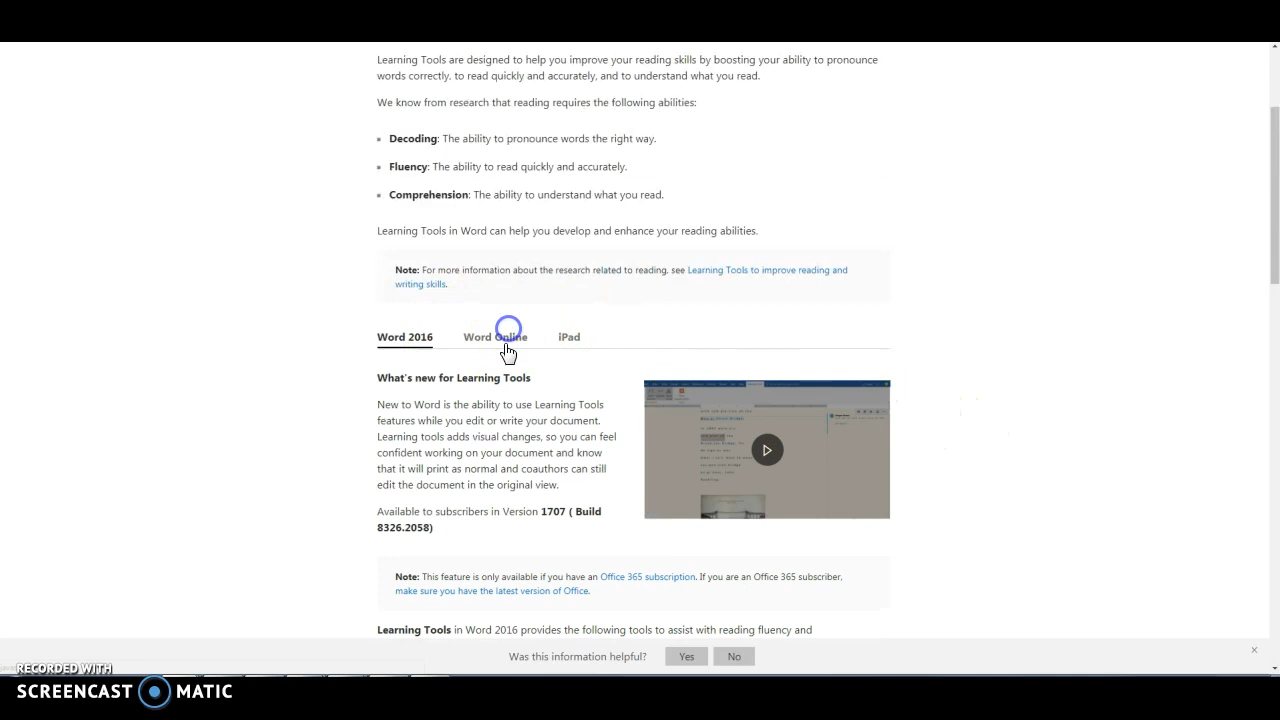 Learning Tools are designed to help you improve your reading skills by boosting your ability to pronounce
words correctly. to read quickly and accurately, and to understand what you read.
We know from research that reading requires the following abilities:
Decoding: The ability to pronounce words the right way.
Fluency: The ability to read quickly and accurately.
Comprehension: The ability to understand what you read.
Learning Tools in Word can help you develop and enhance your reading abilities.
Note: For more information about the research related to reading, see Learning Tools to improve reading and
writing skills.
Word 2016 Word Online iPad
What's new for Learning Tools
New to Word is the ability to use Learning Tools
features while you edit or write your document.
Learning tools adds visual changes, so you can feel
confident working on your document and know
that it will print as normal and coauthors can still
edit the document in the original view.
Available to subscribers in Version 1707 ( Build
8326.2058)
Note: This feature is only available if you have an Office 365 subscription. If you are an Office 365 subscriber,
make sure you have the latest version of Office.
Learning Tools in Word 2016 provides the following tools to assist with reading fluency and
Was this information helpful? Yes No
RECORDED WITH
SCREENCAST MATIC